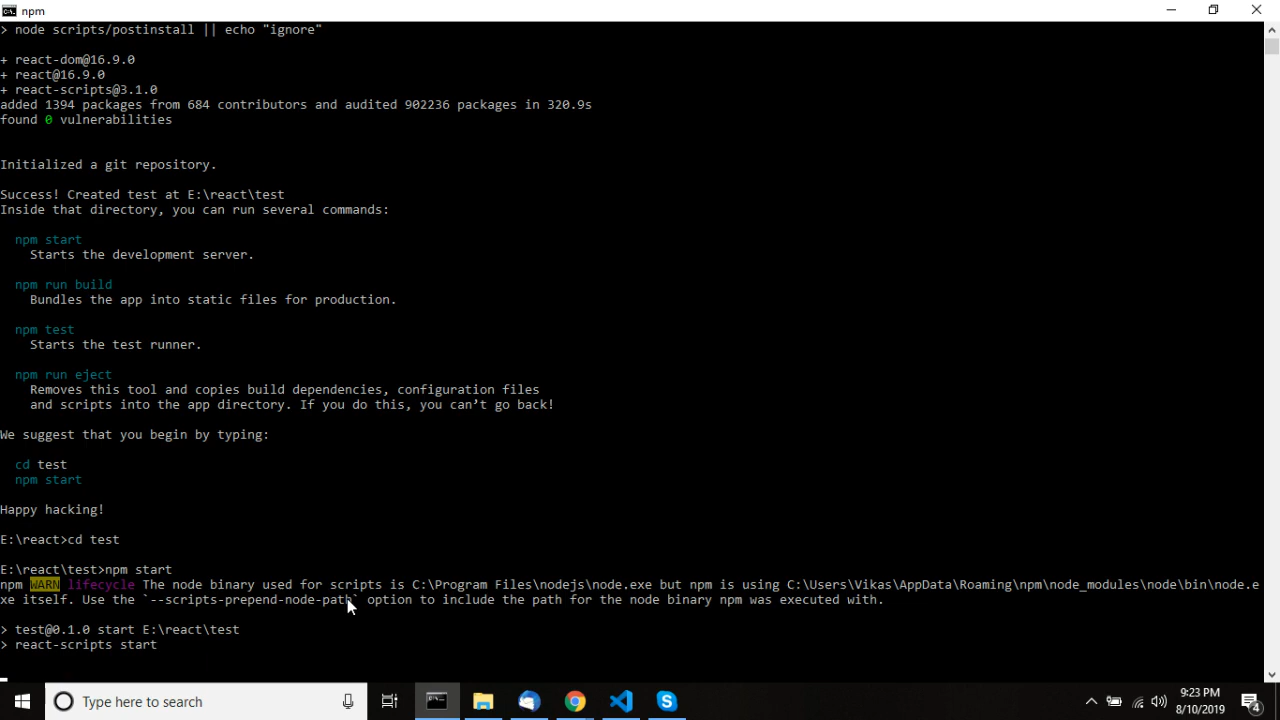 npm
> node scripts/postinstall || echo "ignore"
+ react-dom@16.9.0
+ react@16.9.0
+ react-scripts@3.1.0
added 1394 packages from 684 contributors and audited 902236 packages in 320.9s
found 0 vulnerabilities
Initialized a git repository.
Success! Created test at E:\react\test
Inside that directory, you can run several commands:
npm start
Starts the development server.
npm run build
Bundles the app into static files for production.
npm test
Starts the test runner.
npm run eject
Removes this tool and copies build dependencies, configuration files
and scripts into the app directory. If you do this, you can’t go back!
We suggest that you begin by typing:
cd test
npm start
Happy hacking!
E:\react>cd test
E:\react\test>npm start
npm WARN lifecycle The node binary used for scripts is C:\Program Files\nodejs\node.exe but npm is using C:\Users\Vikas\AppData\Roaming\npm\node_modules\node\bin\node.e
xe itself. Use the `--scripts-prepend-node-path` option to include the path for the node binary npm was executed with.
> test@0.1.0 start E:\react\test
> react-scripts start
Type here to search
9:23 PM
8/10/2019
4